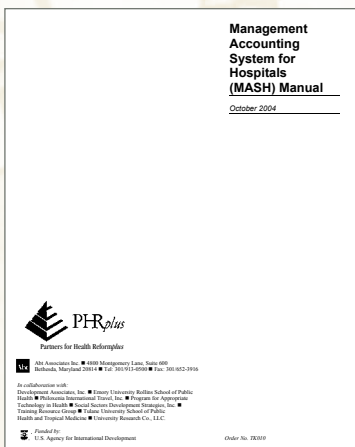 Management
Accounting
System for
Hospitals
(MASH) Manual
October 2004
PHRplus
Partners for Health Reformplus
Abt Associates Inc. ■ 4800 Montgomery Lane, Suite 600
Bethesda, Maryland 20814 ■ Tel: 301/913-0500 ■ Fax: 301/652-3916
In collaboration with:
Development Associates, Inc. ■ Emory University Rollins School of Public
Health ■ Philoxenia International Travel, Inc. ■ Program for Appropriate
Technology in Health ■ Social Sectors Development Strategies, Inc. ■
Training Resource Group ■ Tulane University School of Public
Health and Tropical Medicine ■ University Research Co., LLC.
Funded by:
U.S. Agency for International Development
Order No. TK010